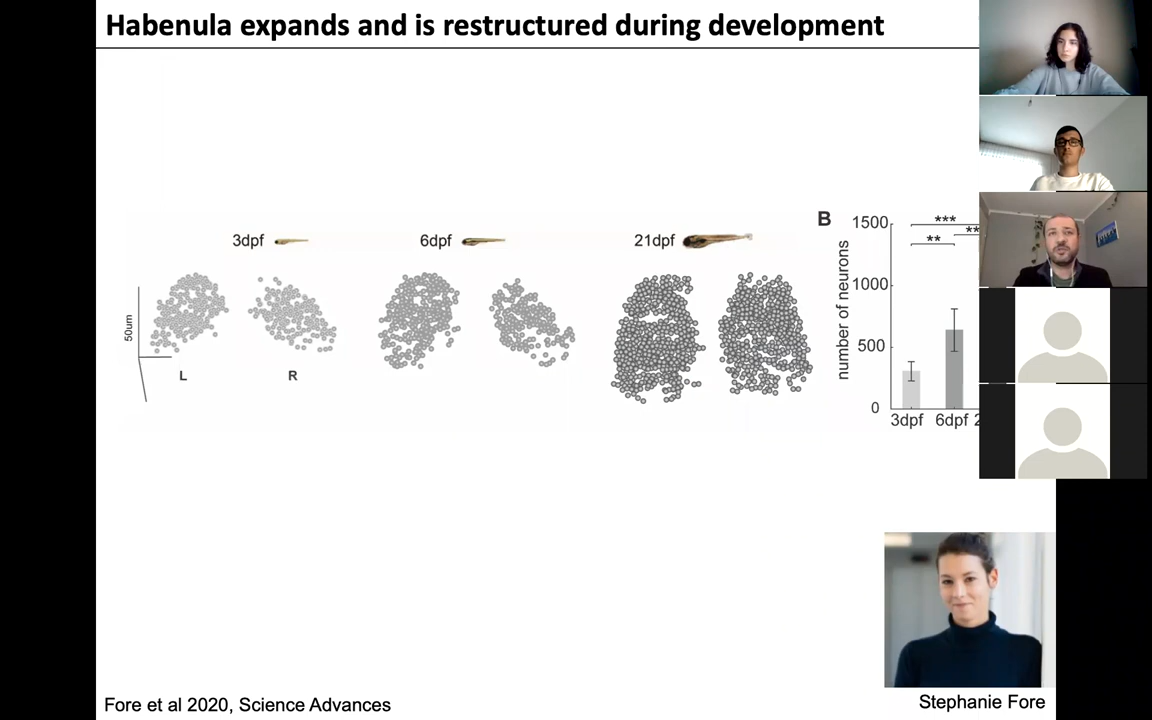 Habenula expands and is restructured during development
3dpf
6dpf
21dpf
50um
L
R
B
number of neurons
1500
1000
500
0
***
**
**
3dpf
6dpf
2
Stephanie Fore
Fore et al 2020, Science Advances